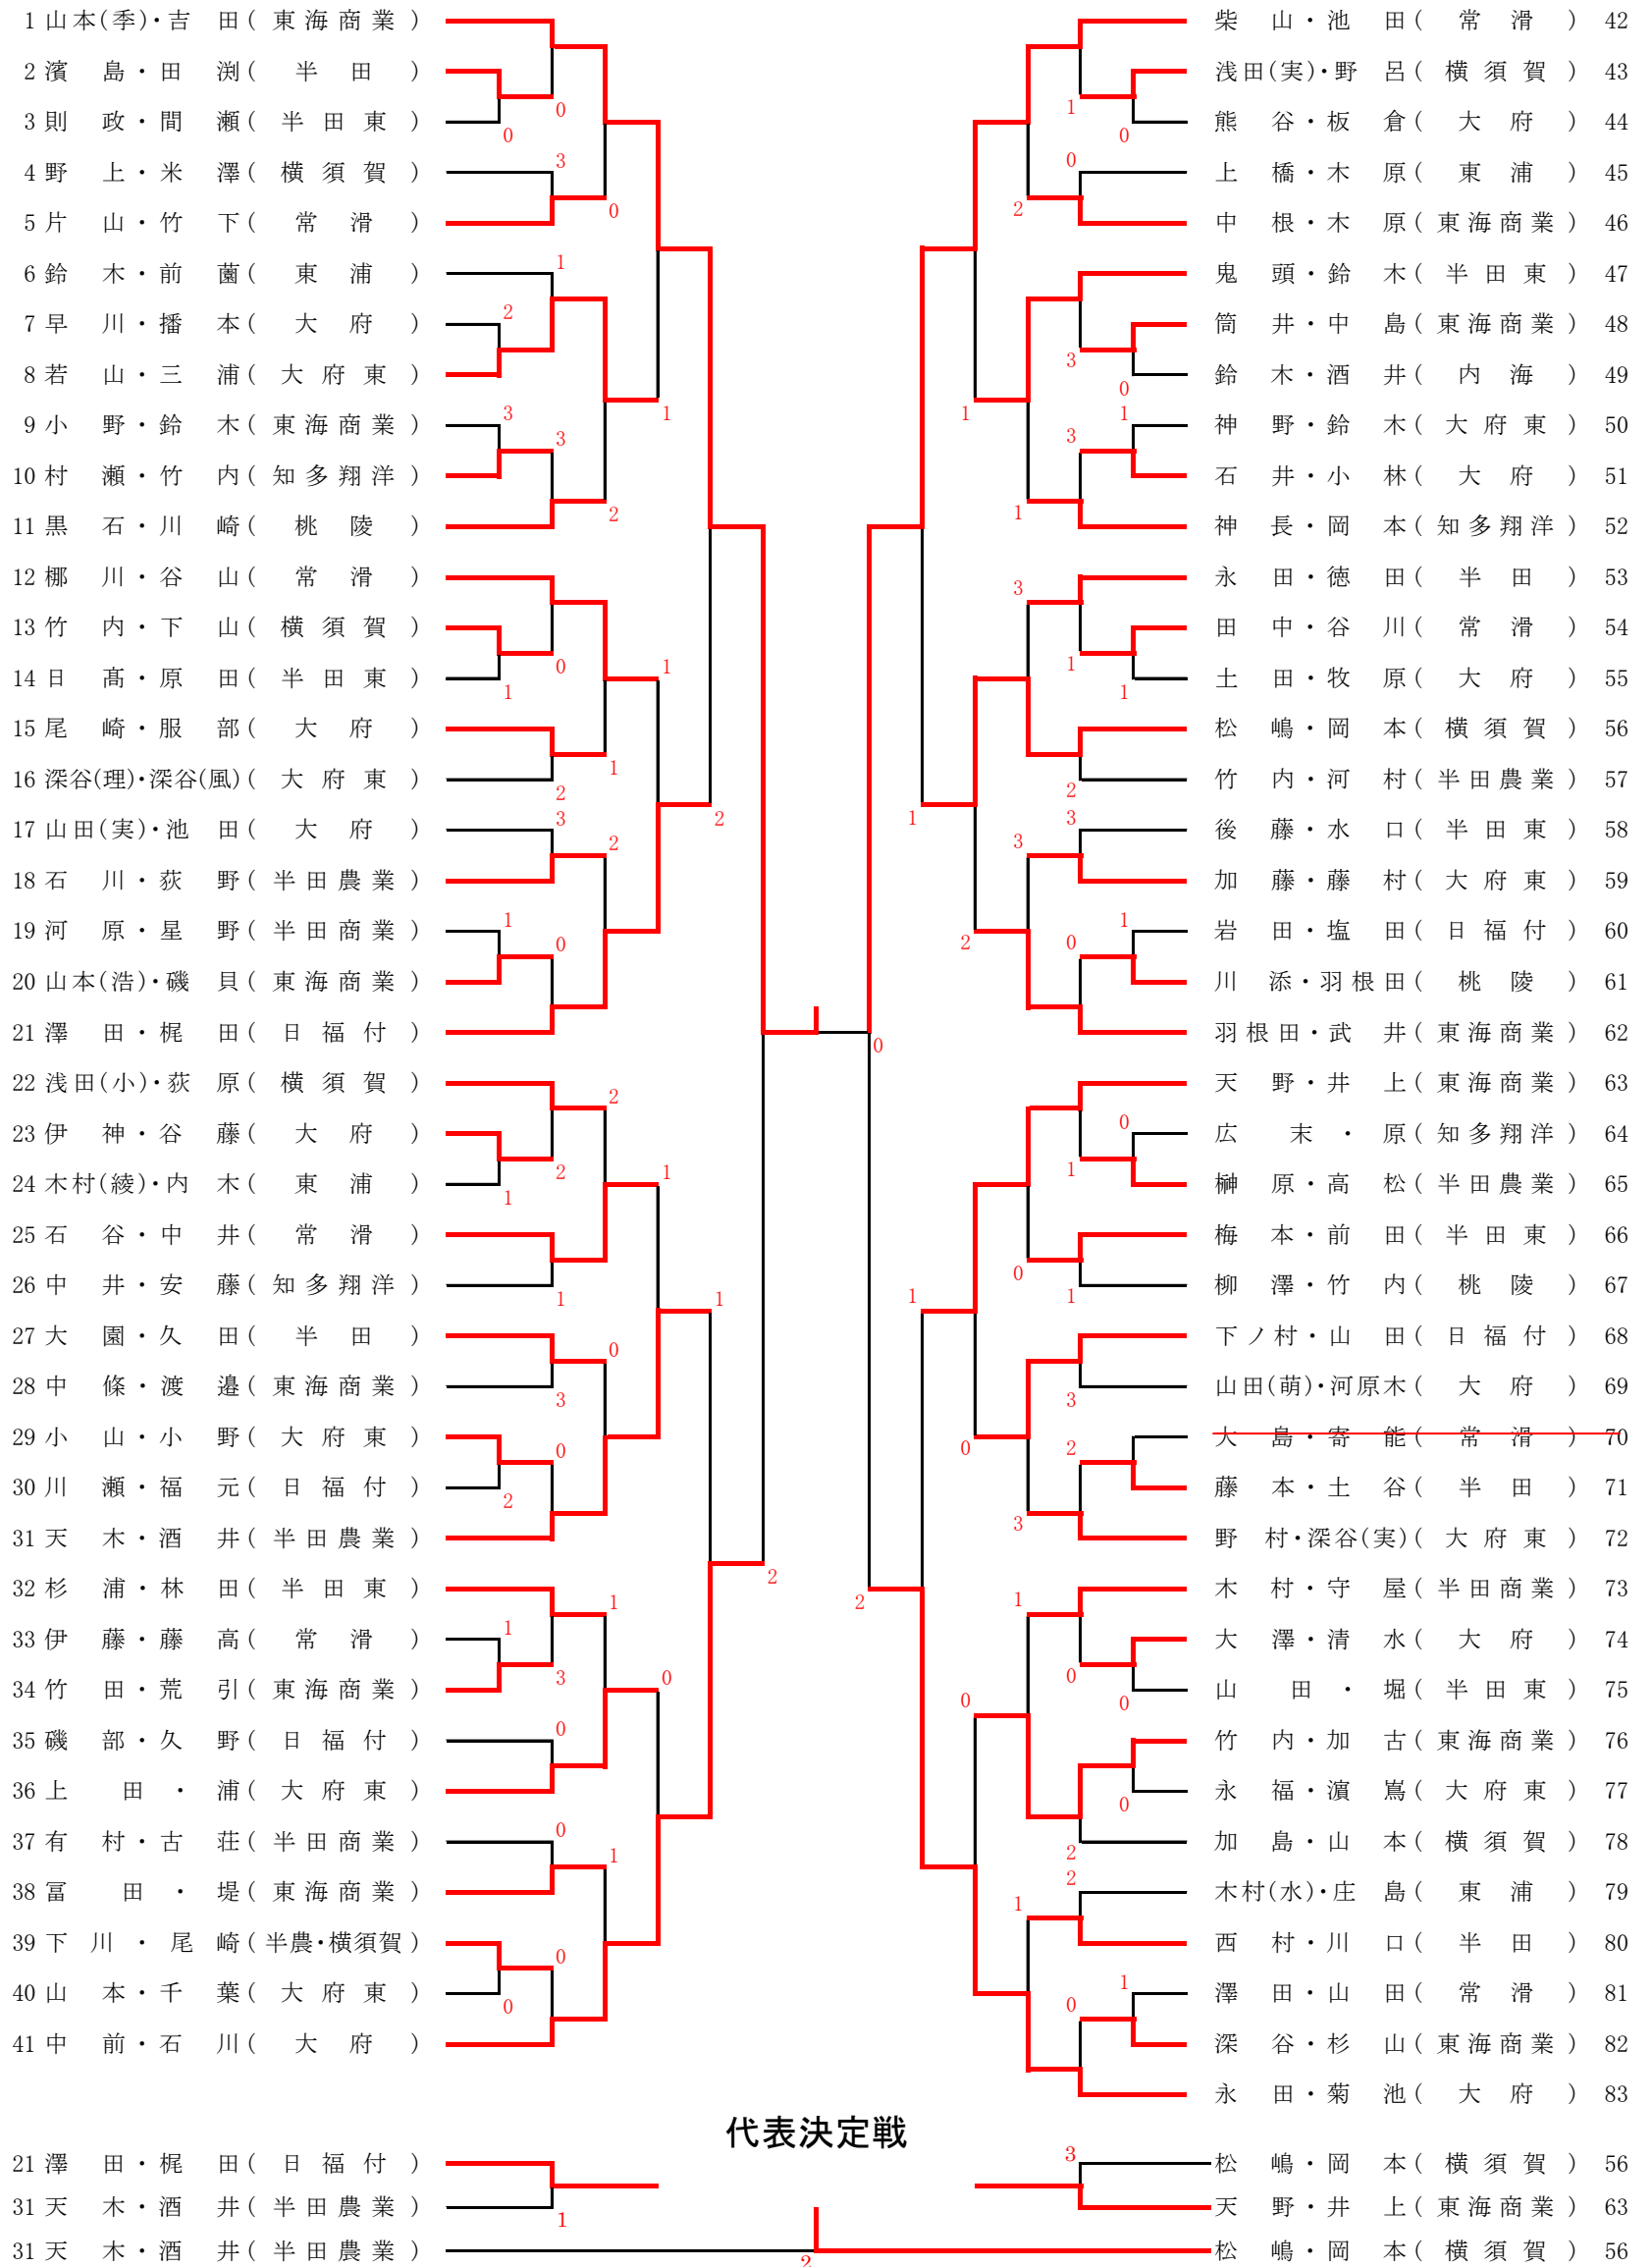 1 山本(季)・吉 田( 東 海 商 業 )
2 濱 島・田 渕( 半 田 )
3 則 政・間 瀬( 半 田 東 )
4 野 上・米 澤( 横 須 賀 )
5 片 山・竹 下( 常 滑 )
6 鈴 木・前 薗( 東 浦 )
7 早 川・播 本( 大 府 )
8 若 山・三 浦( 大 府 東 )
9 小 野・鈴 木( 東 海 商 業 )
10 村 瀬・竹 内( 知 多 翔 洋 )
11 黒 石・川 崎( 桃 陵 )
12 梛 川・谷 山( 常 滑 )
13 竹 内・下 山( 横 須 賀 )
14 日 髙・原 田( 半 田 東 )
15 尾 崎・服 部( 大 府 )
16 深谷(理)・深谷(風)( 大 府 東 )
17 山田(実)・池 田( 大 府 )
18 石 川・荻 野( 半 田 農 業 )
19 河 原・星 野( 半 田 商 業 )
20 山本(浩)・磯 貝( 東 海 商 業 )
21 澤 田・梶 田( 日 福 付 )
22 浅田(小)・荻 原( 横 須 賀 )
23 伊 神・谷 藤( 大 府 )
24 木村(綾)・内 木( 東 浦 )
25 石 谷・中 井( 常 滑 )
26 中 井・安 藤( 知 多 翔 洋 )
27 大 園・久 田( 半 田 )
28 中 條・渡 邉( 東 海 商 業 )
29 小 山・小 野( 大 府 東 )
30 川 瀬・福 元( 日 福 付 )
31 天 木・酒 井( 半 田 農 業 )
32 杉 浦・林 田( 半 田 東 )
33 伊 藤・藤 高( 常 滑 )
34 竹 田・荒 引( 東 海 商 業 )
35 磯 部・久 野( 日 福 付 )
36 上 田 ・ 浦( 大 府 東 )
37 有 村・古 荘( 半 田 商 業 )
38 冨 田 ・ 堤( 東 海 商 業 )
39 下 川 ・ 尾 崎( 半農・横須賀 )
40 山 本・千 葉( 大 府 東 )
41 中 前・石 川( 大 府 )
柴 山・池 田( 常 滑 ) 42
浅田(実)・野 呂( 横 須 賀 ) 43
熊 谷・板 倉( 大 府 ) 44
上 橋・木 原( 東 浦 ) 45
中 根・木 原( 東 海 商 業 ) 46
鬼 頭・鈴 木( 半 田 東 ) 47
筒 井・中 島( 東 海 商 業 ) 48
鈴 木・酒 井( 内 海 ) 49
神 野・鈴 木( 大 府 東 ) 50
石 井・小 林( 大 府 ) 51
神 長・岡 本( 知 多 翔 洋 ) 52
永 田・徳 田( 半 田 ) 53
田 中・谷 川( 常 滑 ) 54
土 田・牧 原( 大 府 ) 55
松 嶋・岡 本( 横 須 賀 ) 56
竹 内・河 村( 半 田 農 業 ) 57
後 藤・水 口( 半 田 東 ) 58
加 藤・藤 村( 大 府 東 ) 59
岩 田・塩 田( 日 福 付 ) 60
川 添・羽根田( 桃 陵 ) 61
羽根田・武 井( 東 海 商 業 ) 62
天 野・井 上( 東 海 商 業 ) 63
広 末 ・ 原( 知 多 翔 洋 ) 64
榊 原・高 松( 半 田 農 業 ) 65
梅 本・前 田( 半 田 東 ) 66
柳 澤・竹 内( 桃 陵 ) 67
下ノ村・山 田( 日 福 付 ) 68
山田(萌)・河原木( 大 府 ) 69
大 島・寄 能( 常 滑 ) 70
藤 本・土 谷( 半 田 ) 71
野 村・深谷(実)( 大 府 東 ) 72
木 村・守 屋( 半 田 商 業 ) 73
大 澤・清 水( 大 府 ) 74
山 田 ・ 堀( 半 田 東 ) 75
竹 内・加 古( 東 海 商 業 ) 76
永 福・濵 嶌( 大 府 東 ) 77
加 島・山 本( 横 須 賀 ) 78
木村(水)・庄 島( 東 浦 ) 79
西 村・川 口( 半 田 ) 80
澤 田・山 田( 常 滑 ) 81
深 谷・杉 山( 東 海 商 業 ) 82
永 田・菊 池( 大 府 ) 83
代表決定戦
21 澤 田・梶 田( 日 福 付 )
31 天 木・酒 井( 半 田 農 業 )
1
31 天 木・酒 井( 半 田 農 業 )
2
3
松 嶋・岡 本( 横 須 賀 ) 56
天 野・井 上( 東 海 商 業 ) 63
松 嶋・岡 本( 横 須 賀 ) 56